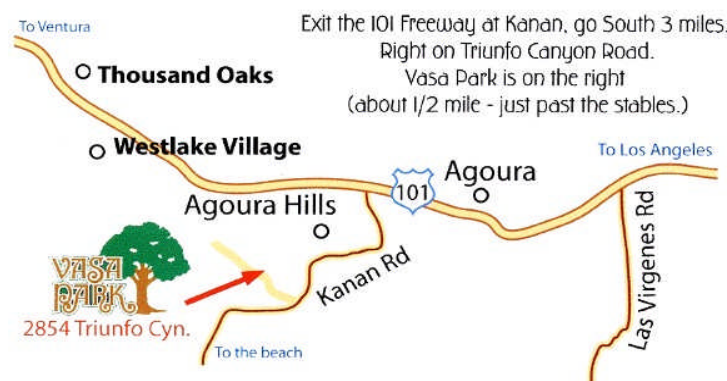 Exit the 101 Freeway at Kanan, go South 3 miles.
Right on Triunfo Canyon Road.
Vasa Park is on the right
(about 1/2 mile - just past the stables.)
To Ventura
Thousand Oaks
Westlake Village
To Los Angeles
Agoura
101
Agoura Hills
Kanan Rd
Las Virgenes Rd
VASA
PARK
2854 Triunfo Cyn.
To the beach